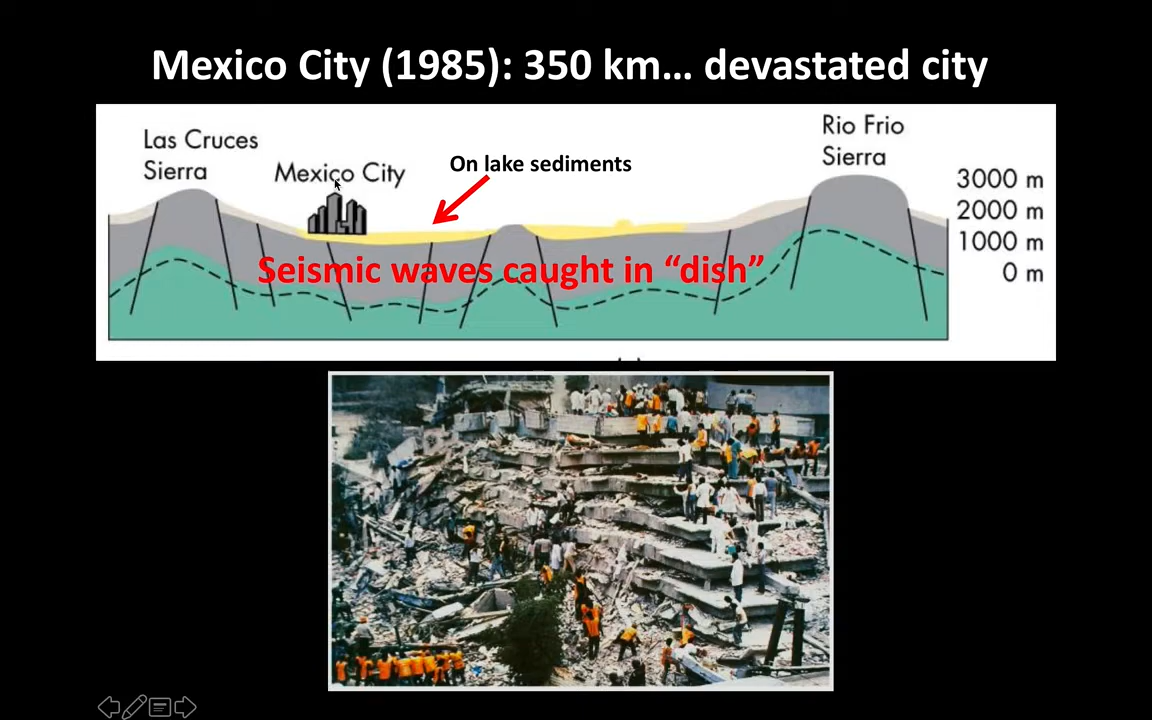 Mexico City (1985): 350 km... devastated city
Las Cruces
Sierra
Mexico City
On lake sediments
Rio Frio
Sierra
3000 m
2000 m
1000 m
0 m
Seismic waves caught in “dish”